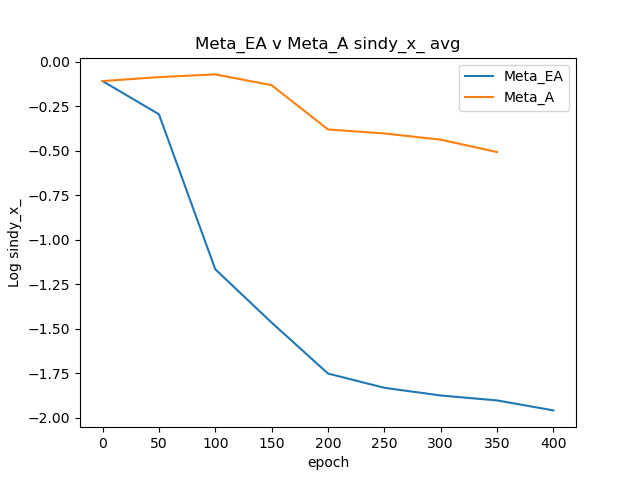 Meta_EA v Meta_A sindy_x_ avg
Meta_EA
Meta_A
0.00
−0.25
−0.50
−0.75
−1.00
−1.25
−1.50
−1.75
−2.00
Log sindy_x_
0 50 100 150 200 250 300 350 400
epoch